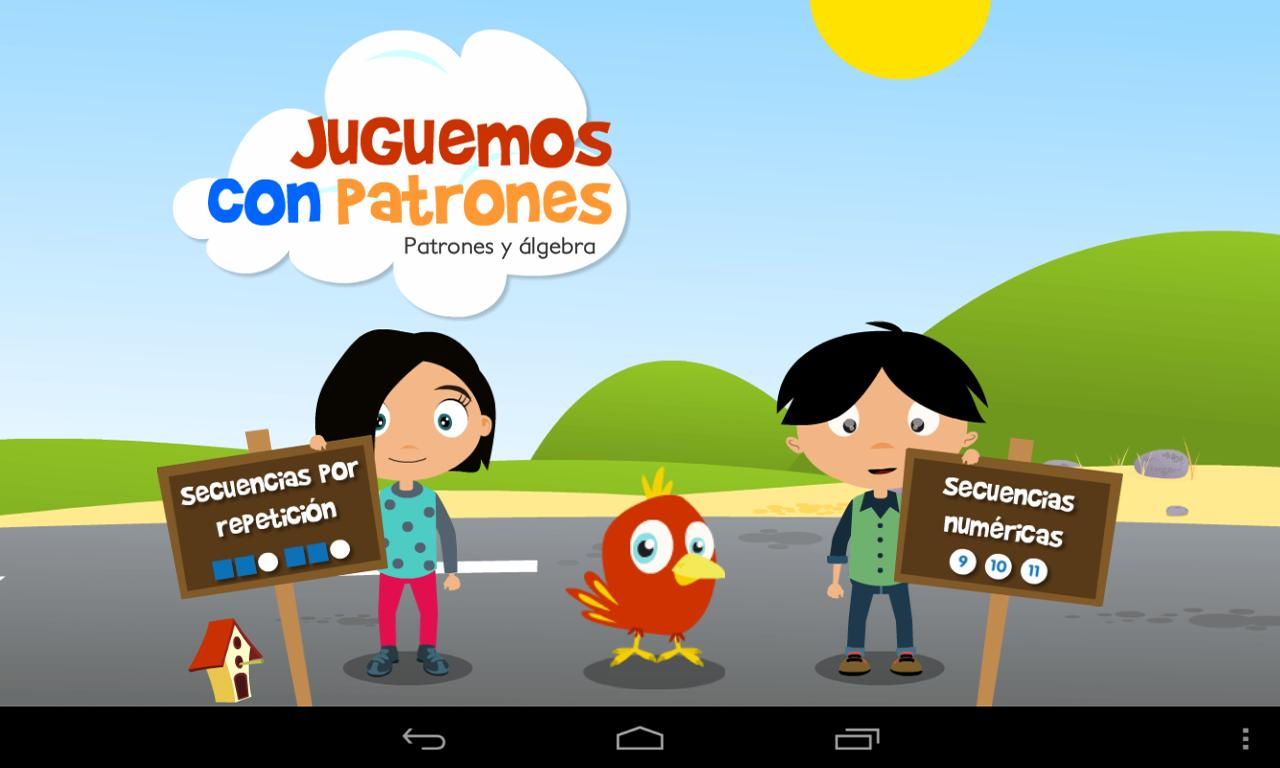 Juguemos
con Patrones
Patrones y álgebra
Secuencias por
repetición
Secuencias
numéricas
9 10 11